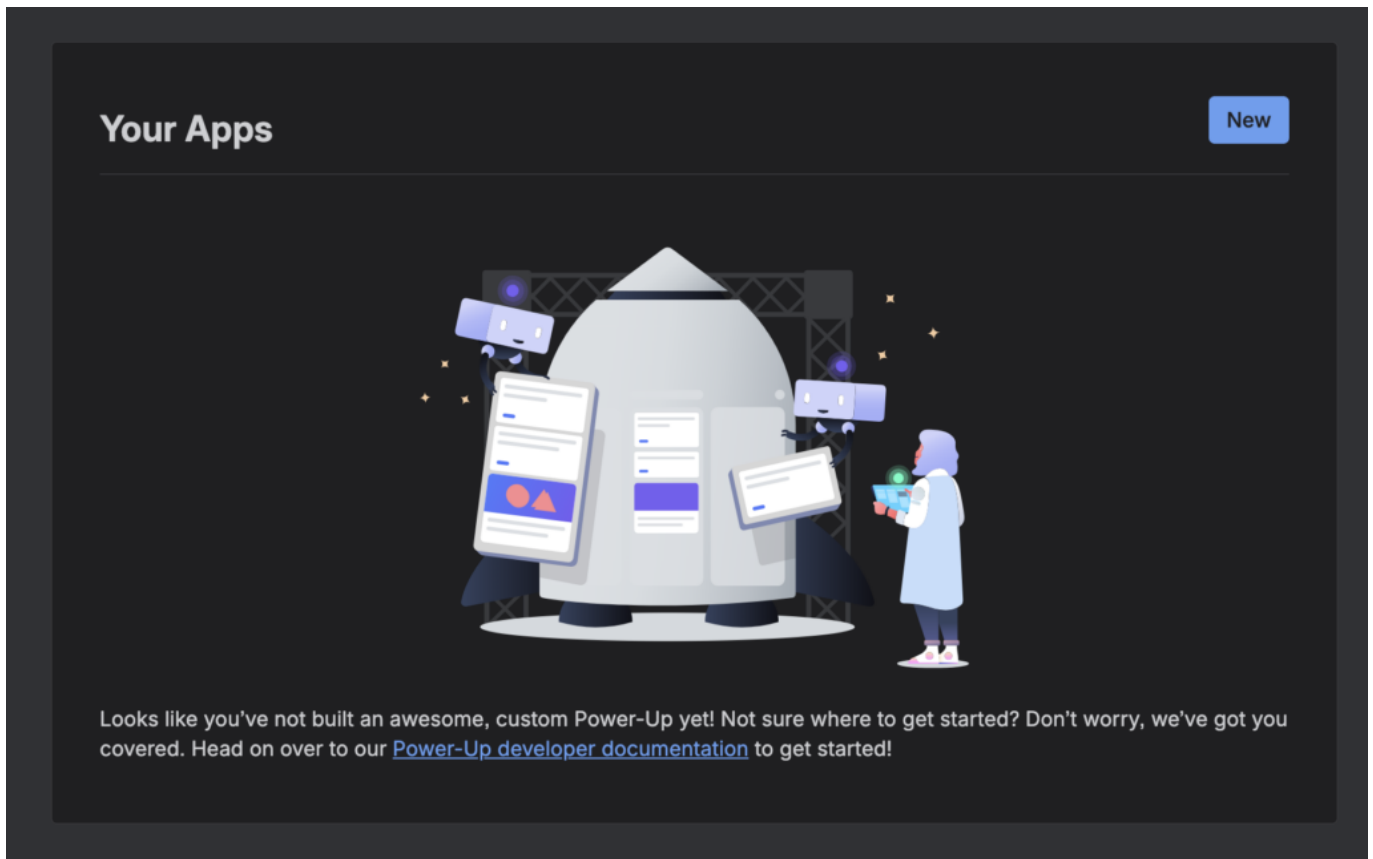 Your Apps
New
Looks like you’ve not built an awesome, custom Power-Up yet! Not sure where to get started? Don’t worry, we’ve got you
covered. Head on over to our Power-Up developer documentation to get started!